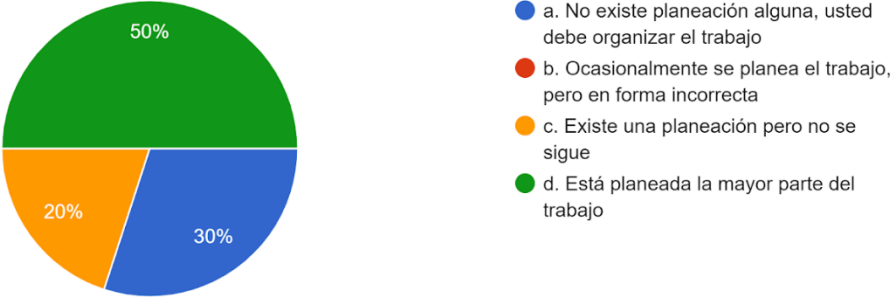 50%
20%
30%
a. No existe planeación alguna, usted
debe organizar el trabajo
b. Ocasionalmente se planea el trabajo,
pero en forma incorrecta
c. Existe una planeación pero no se
sigue
d. Está planeada la mayor parte del
trabajo